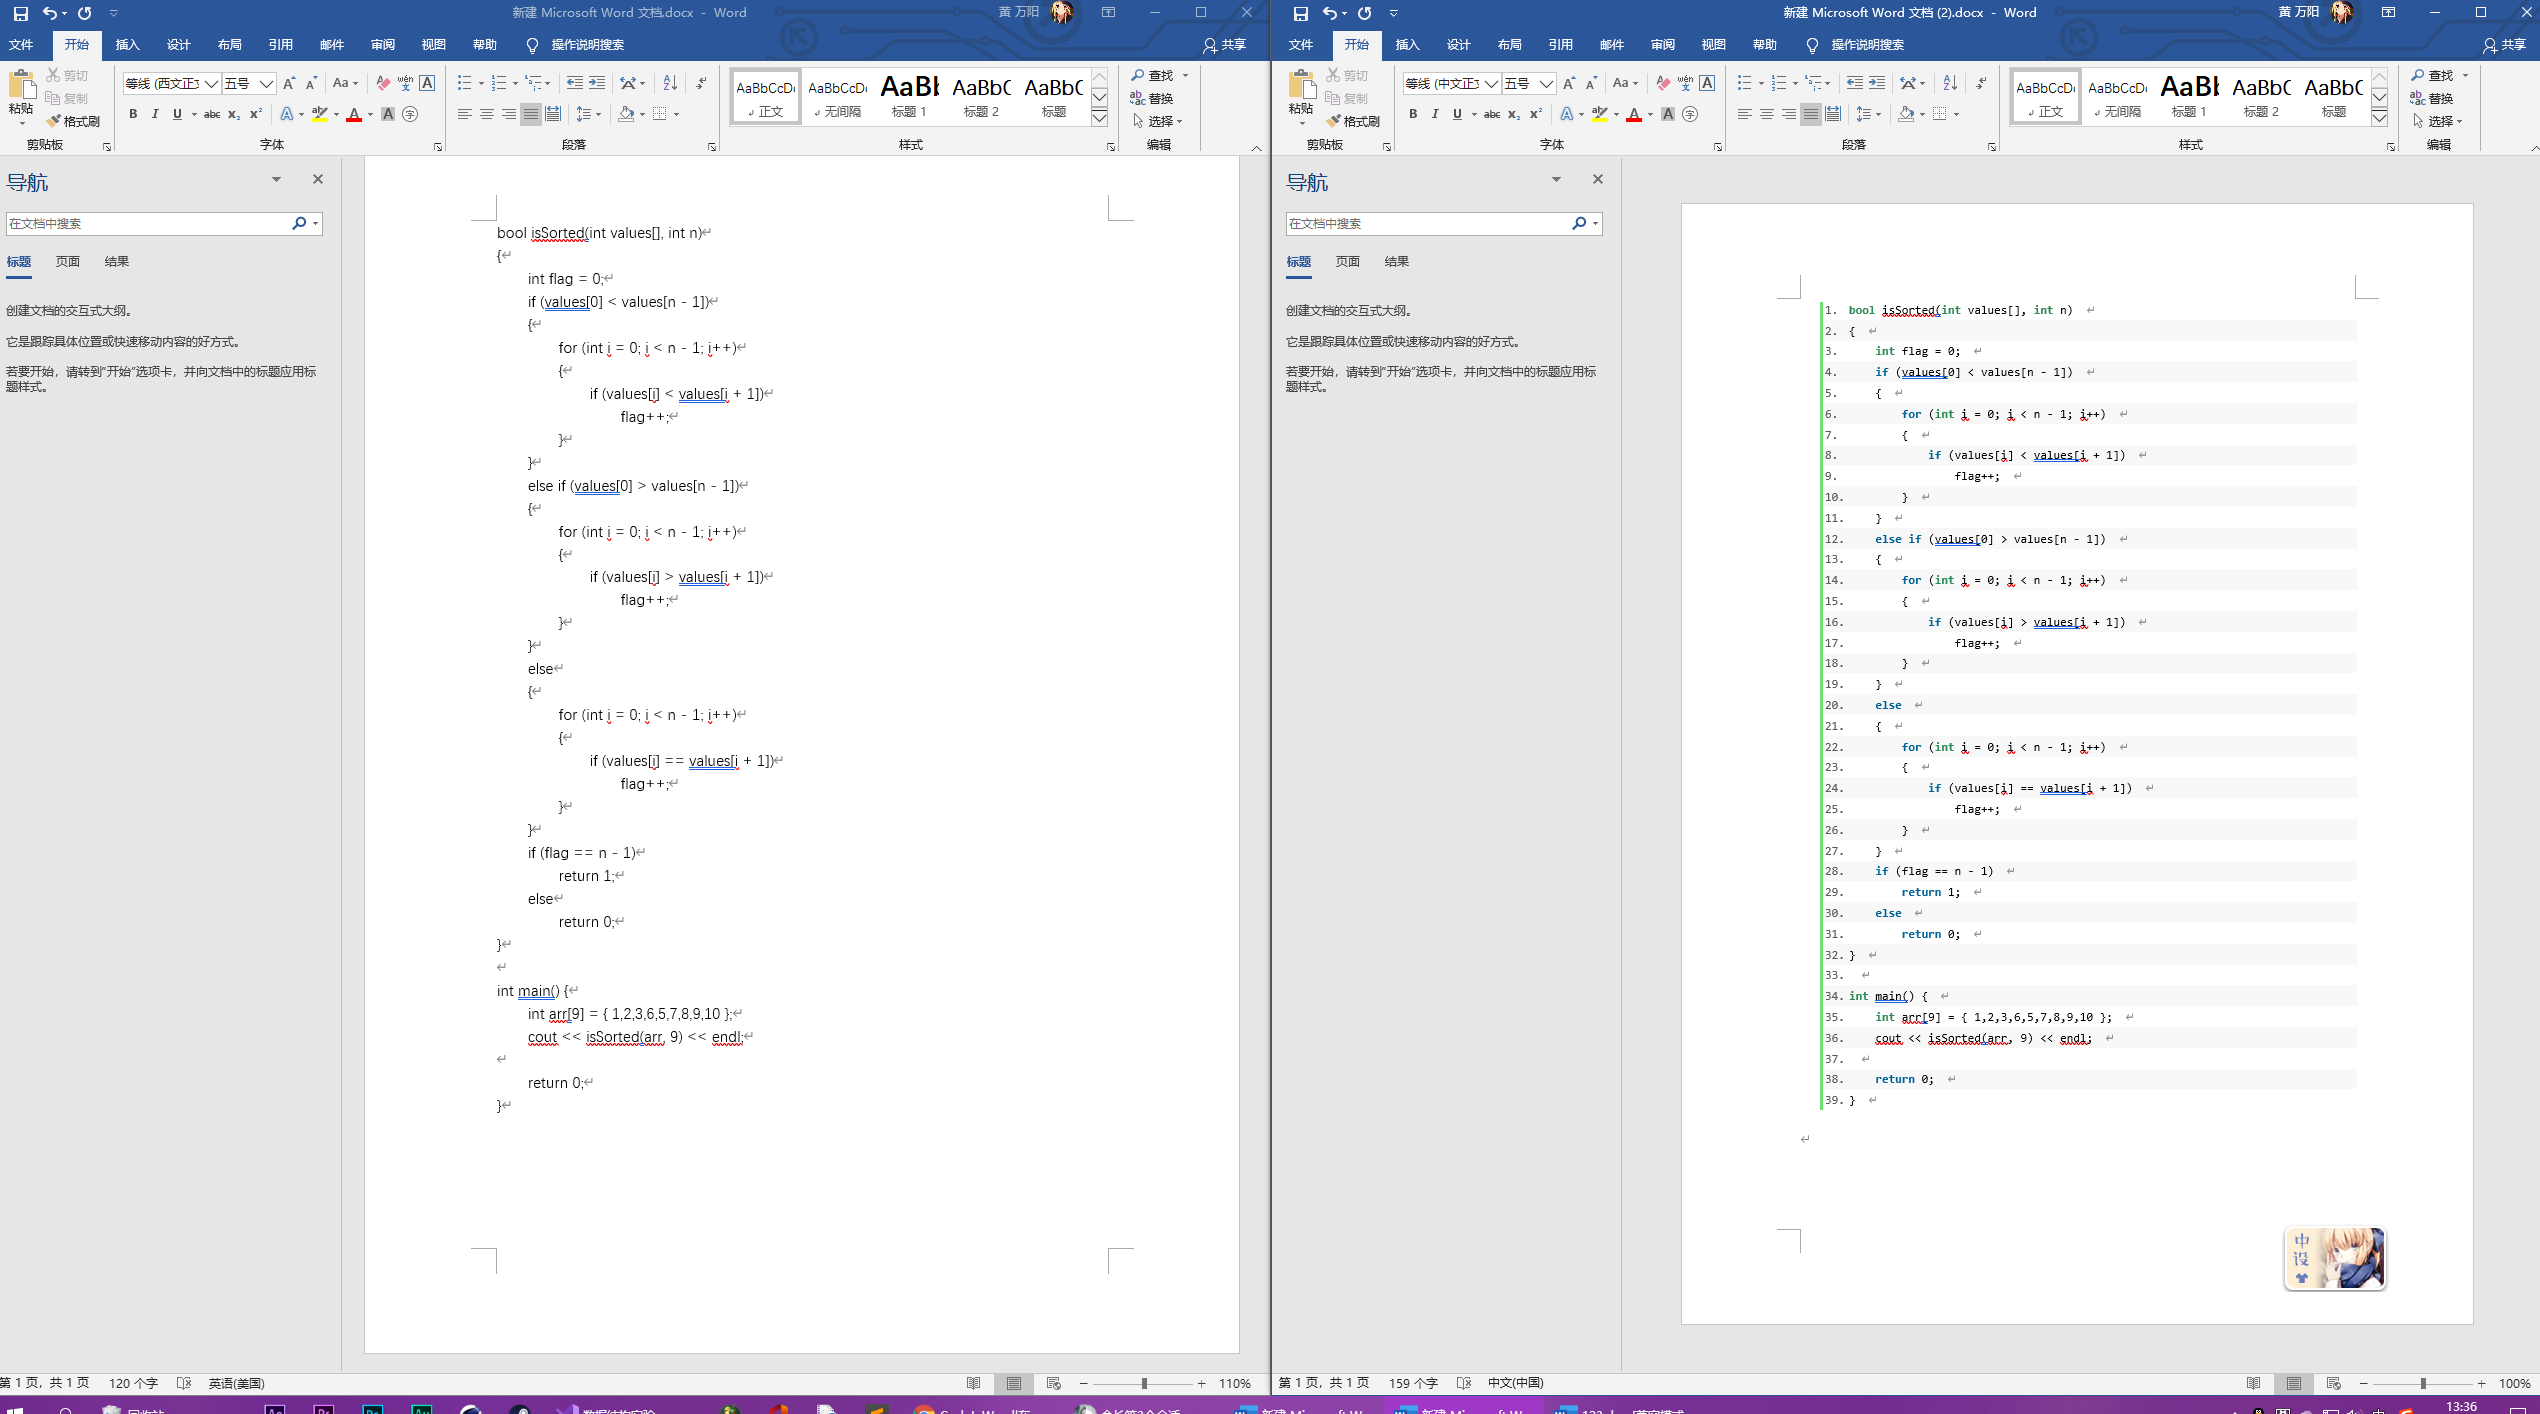 新建 Microsoft Word 文档.docx - Word
黄 万阳
文件 开始 插入 设计 布局 引用 邮件 审阅 视图 帮助 操作说明搜索 共享
粘贴 剪切 复制 格式刷
等线 (西文正 五号
AaBbCcD AaBbCcD AaBb AaBbC AaBbC
正文 无间隔 标题 1 标题 2 标题
查找 替换 选择
剪贴板 字体 段落 样式 编辑
导航
在文档中搜索
标题 页面 结果
创建文档的交互式大纲。
它是跟踪具体位置或快速移动内容的好方式。
若要开始，请转到"开始"选项卡，并向文档中的标题应用标
题样式。
bool isSorted(int values[], int n)
{
int flag = 0;
if (values[0] < values[n - 1])
{
for (int i = 0; i < n - 1; i++)
{
if (values[i] < values[i + 1])
flag++;
}
}
else if (values[0] > values[n - 1])
{
for (int i = 0; i < n - 1; i++)
{
if (values[i] > values[i + 1])
flag++;
}
}
else
{
for (int i = 0; i < n - 1; i++)
{
if (values[i] == values[i + 1])
flag++;
}
}
if (flag == n - 1)
return 1;
else
return 0;
}
int main() {
int arr[9] = { 1,2,3,6,5,7,8,9,10 };
cout << isSorted(arr, 9) << endl;
return 0;
}
第 1 页，共 1 页 120 个字 英语(美国) 110%
新建 Microsoft Word 文档 (2).docx - Word
黄 万阳
文件 开始 插入 设计 布局 引用 邮件 审阅 视图 帮助 操作说明搜索 共享
粘贴 剪切 复制 格式刷
等线 (中文正 五号
AaBbCcD AaBbCcD AaBb AaBbC AaBbC
正文 无间隔 标题 1 标题 2 标题
查找 替换 选择
剪贴板 字体 段落 样式 编辑
导航
在文档中搜索
标题 页面 结果
创建文档的交互式大纲。
它是跟踪具体位置或快速移动内容的好方式。
若要开始，请转到"开始"选项卡，并向文档中的标题应用标
题样式。
1. bool isSorted(int values[], int n)
2. {
3. int flag = 0;
4. if (values[0] < values[n - 1])
5. {
6. for (int i = 0; i < n - 1; i++)
7. {
8. if (values[i] < values[i + 1])
9. flag++;
10. }
11. }
12. else if (values[0] > values[n - 1])
13. {
14. for (int i = 0; i < n - 1; i++)
15. {
16. if (values[i] > values[i + 1])
17. flag++;
18. }
19. }
20. else
21. {
22. for (int i = 0; i < n - 1; i++)
23. {
24. if (values[i] == values[i + 1])
25. flag++;
26. }
27. }
28. if (flag == n - 1)
29. return 1;
30. else
31. return 0;
32. }
33.
34. int main() {
35. int arr[9] = { 1,2,3,6,5,7,8,9,10 };
36. cout << isSorted(arr, 9) << endl;
37.
38. return 0;
39. }
中
设
第 1 页，共 1 页 159 个字 中文(中国) 100%
13:36